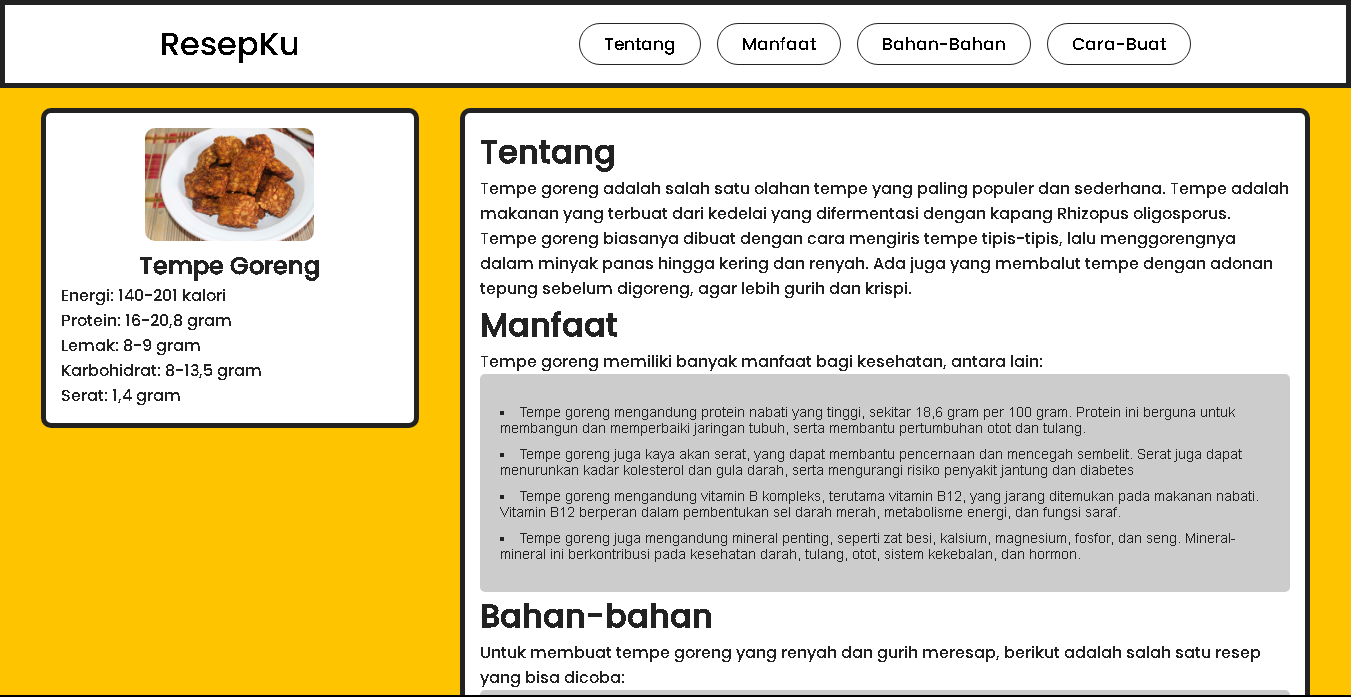 ResepKu
Tentang
Manfaat
Bahan-Bahan
Cara-Buat
Tempe Goreng
Energi: 140-201 kalori
Protein: 16-20,8 gram
Lemak: 8-9 gram
Karbohidrat: 8-13,5 gram
Serat: 1,4 gram
Tentang
Tempe goreng adalah salah satu olahan tempe yang paling populer dan sederhana. Tempe adalah
makanan yang terbuat dari kedelai yang difermentasi dengan kapang Rhizopus oligosporus.
Tempe goreng biasanya dibuat dengan cara mengiris tempe tipis-tipis, lalu menggorengnya
dalam minyak panas hingga kering dan renyah. Ada juga yang membalut tempe dengan adonan
tepung sebelum digoreng, agar lebih gurih dan krispi.
Manfaat
Tempe goreng memiliki banyak manfaat bagi kesehatan, antara lain:
▪ Tempe goreng mengandung protein nabati yang tinggi, sekitar 18,6 gram per 100 gram. Protein ini berguna untuk
membangun dan memperbaiki jaringan tubuh, serta membantu pertumbuhan otot dan tulang.
▪ Tempe goreng juga kaya akan serat, yang dapat membantu pencernaan dan mencegah sembelit. Serat juga dapat
menurunkan kadar kolesterol dan gula darah, serta mengurangi risiko penyakit jantung dan diabetes
▪ Tempe goreng mengandung vitamin B kompleks, terutama vitamin B12, yang jarang ditemukan pada makanan nabati.
Vitamin B12 berperan dalam pembentukan sel darah merah, metabolisme energi, dan fungsi saraf.
▪ Tempe goreng juga mengandung mineral penting, seperti zat besi, kalsium, magnesium, fosfor, dan seng. Mineral-
mineral ini berkontribusi pada kesehatan darah, tulang, otot, sistem kekebalan, dan hormon.
Bahan-bahan
Untuk membuat tempe goreng yang renyah dan gurih meresap, berikut adalah salah satu resep
yang bisa dicoba: